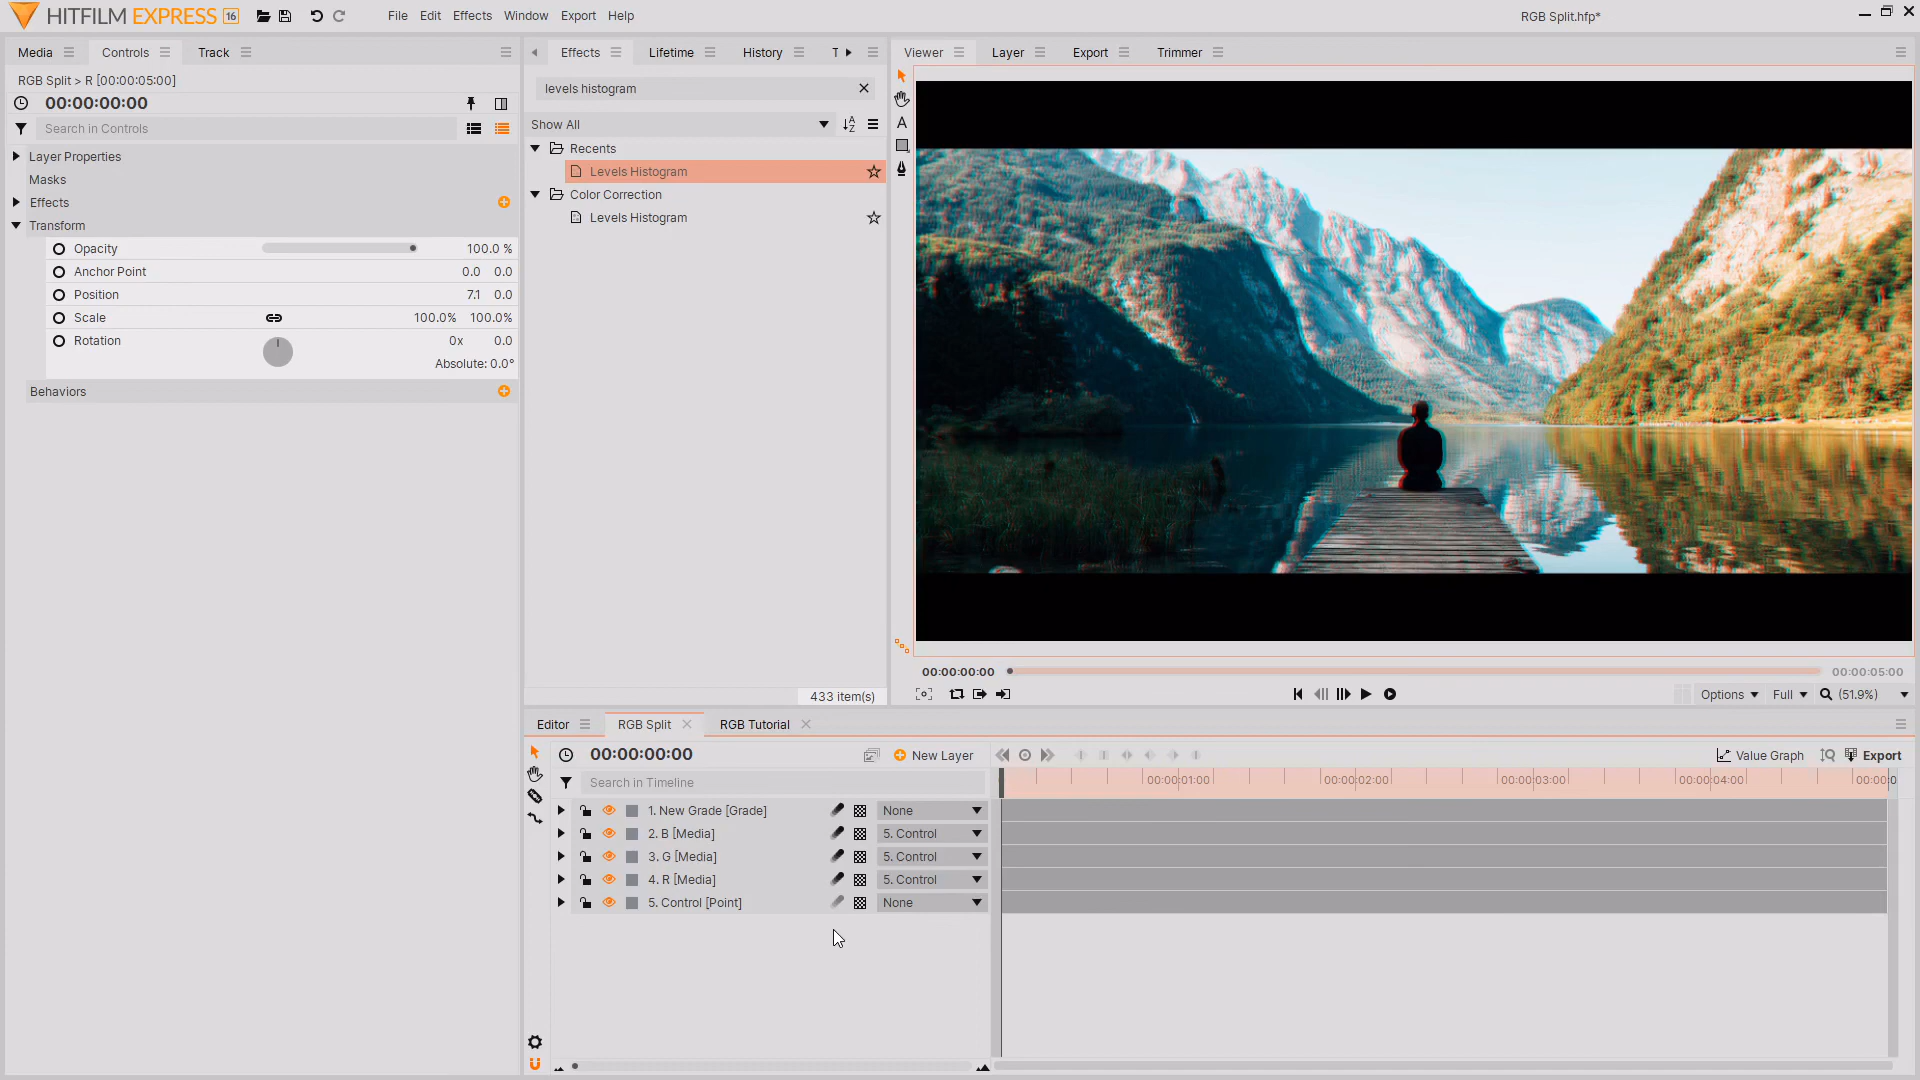 HITFILM EXPRESS 16
File Edit Effects Window Export Help
RGB Split.hfp*
Media Controls Track
RGB Split > R [00:00:05:00]
00:00:00:00
Search in Controls
Layer Properties
Masks
Effects
Transform
Opacity 100.0 %
Anchor Point 0.0 0.0
Position 7.1 0.0
Scale 100.0% 100.0%
Rotation 0x 0.0
Absolute: 0.0°
Behaviors
Effects Lifetime History T
levels histogram
Show All
Recents
Levels Histogram
Color Correction
Levels Histogram
433 item(s)
Viewer Layer Export Trimmer
00:00:00:00
00:00:05:00
Options Full (51.9%)
Editor RGB Split RGB Tutorial
00:00:00:00 New Layer
Value Graph Export
Search in Timeline
00:00:01:00 00:00:02:00 00:00:03:00 00:00:04:00 00:00:0
1. New Grade [Grade] None
2. B [Media] 5. Control
3. G [Media] 5. Control
4. R [Media] 5. Control
5. Control [Point] None